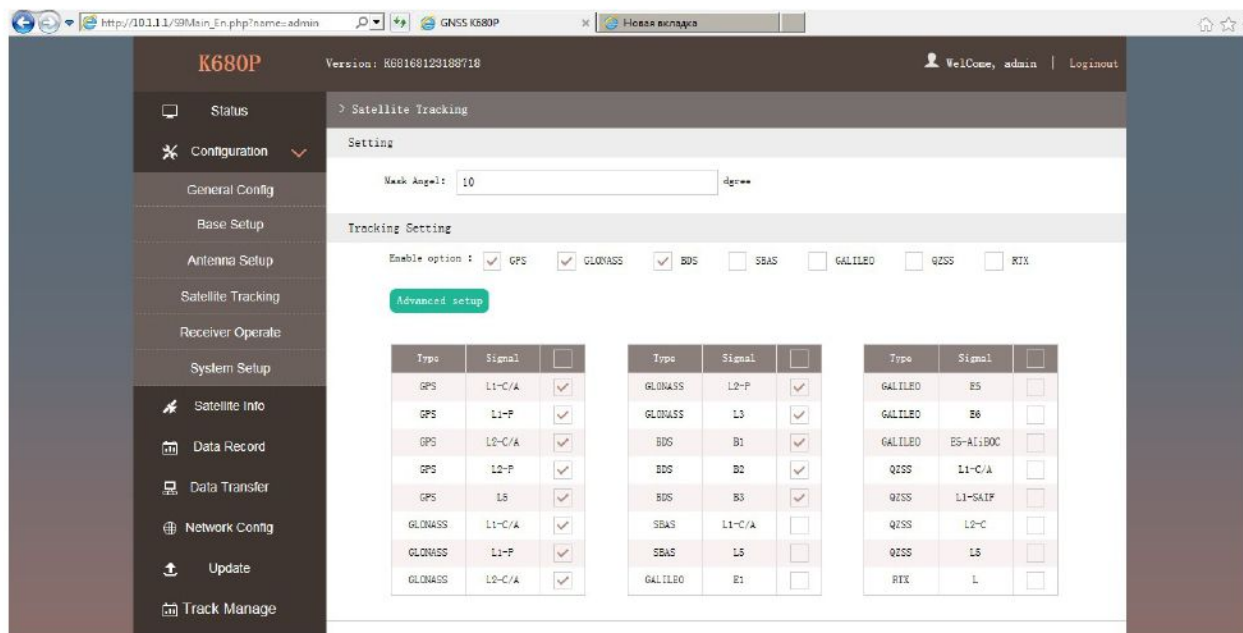 http://10.1.1.1/S9Main_En.php?name=admin
GNSS K680P
Новая вкладка
K680P
Version: K68168123188718
WelCome, admin | Loginout
Status
Configuration
General Config
Base Setup
Antenna Setup
Satellite Tracking
Receiver Operate
System Setup
Satellite Info
Data Record
Data Transfer
Network Config
Update
Track Manage
> Satellite Tracking
Setting
Mask Angel: 10 dgree
Tracking Setting
Enable option : GPS GLONASS BDS SBAS GALILEO QZSS RTX
Advanced setup
Type Signal
GPS L1-C/A
GPS L1-P
GPS L2-C/A
GPS L2-P
GPS L5
GLONASS L1-C/A
GLONASS L1-P
GLONASS L2-C/A
Type Signal
GLONASS L2-P
GLONASS L3
BDS B1
BDS B2
BDS B3
SBAS L1-C/A
SBAS L5
GALILEO E1
Type Signal
GALILEO E5
GALILEO E6
GALILEO E5-AltBOC
QZSS L1-C/A
QZSS L1-SAIF
QZSS L2-C
QZSS L5
RTX L